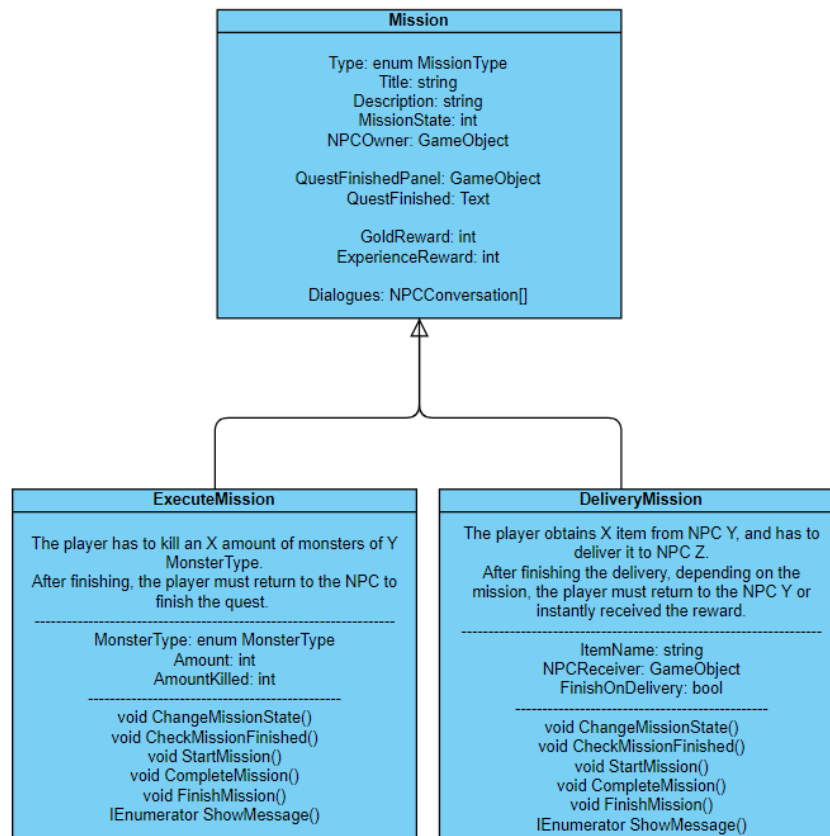 Mission
Type: enum MissionType
Title: string
Description: string
MissionState: int
NPCOwner: GameObject
QuestFinishedPanel: GameObject
QuestFinished: Text
GoldReward: int
ExperienceReward: int
Dialogues: NPCConversation[]
ExecuteMission
The player has to kill an X amount of monsters of Y
MonsterType.
After finishing, the player must return to the NPC to
finish the quest.
--------------------------------------------------------------------
MonsterType: enum MonsterType
Amount: int
AmountKilled: int
-----------------------------------------------
void ChangeMissionState()
void CheckMissionFinished()
void StartMission()
void CompleteMission()
void FinishMission()
IEnumerator ShowMessage()
DeliveryMission
The player obtains X item from NPC Y, and has to
deliver it to NPC Z.
After finishing the delivery, depending on the
mission, the player must return to the NPC Y or
instantly received the reward.
--------------------------------------------------------------------
ItemName: string
NPCReceiver: GameObject
FinishOnDelivery: bool
-----------------------------------------------
void ChangeMissionState()
void CheckMissionFinished()
void StartMission()
void CompleteMission()
void FinishMission()
IEnumerator ShowMessage()